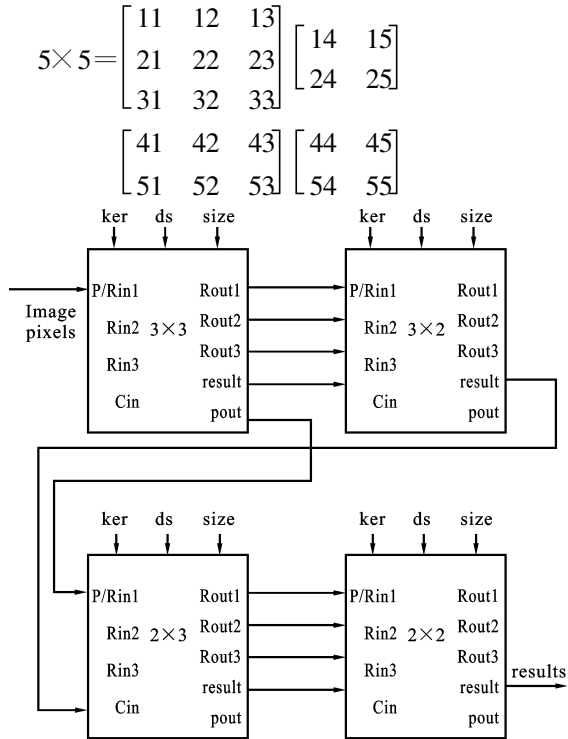 5×5=
11 12 13
21 22 23
31 32 33
14 15
24 25
41 42 43
51 52 53
44 45
54 55
ker ds size
ker ds size
Image
pixels
P/Rin1
Rin2
Rin3
Cin
3×3
Rout1
Rout2
Rout3
result
pout
P/Rin1
Rin2
Rin3
Cin
3×2
Rout1
Rout2
Rout3
result
pout
ker ds size
ker ds size
P/Rin1
Rin2
Rin3
Cin
2×3
Rout1
Rout2
Rout3
result
pout
P/Rin1
Rin2
Rin3
Cin
2×2
Rout1
Rout2
Rout3
result
pout
results